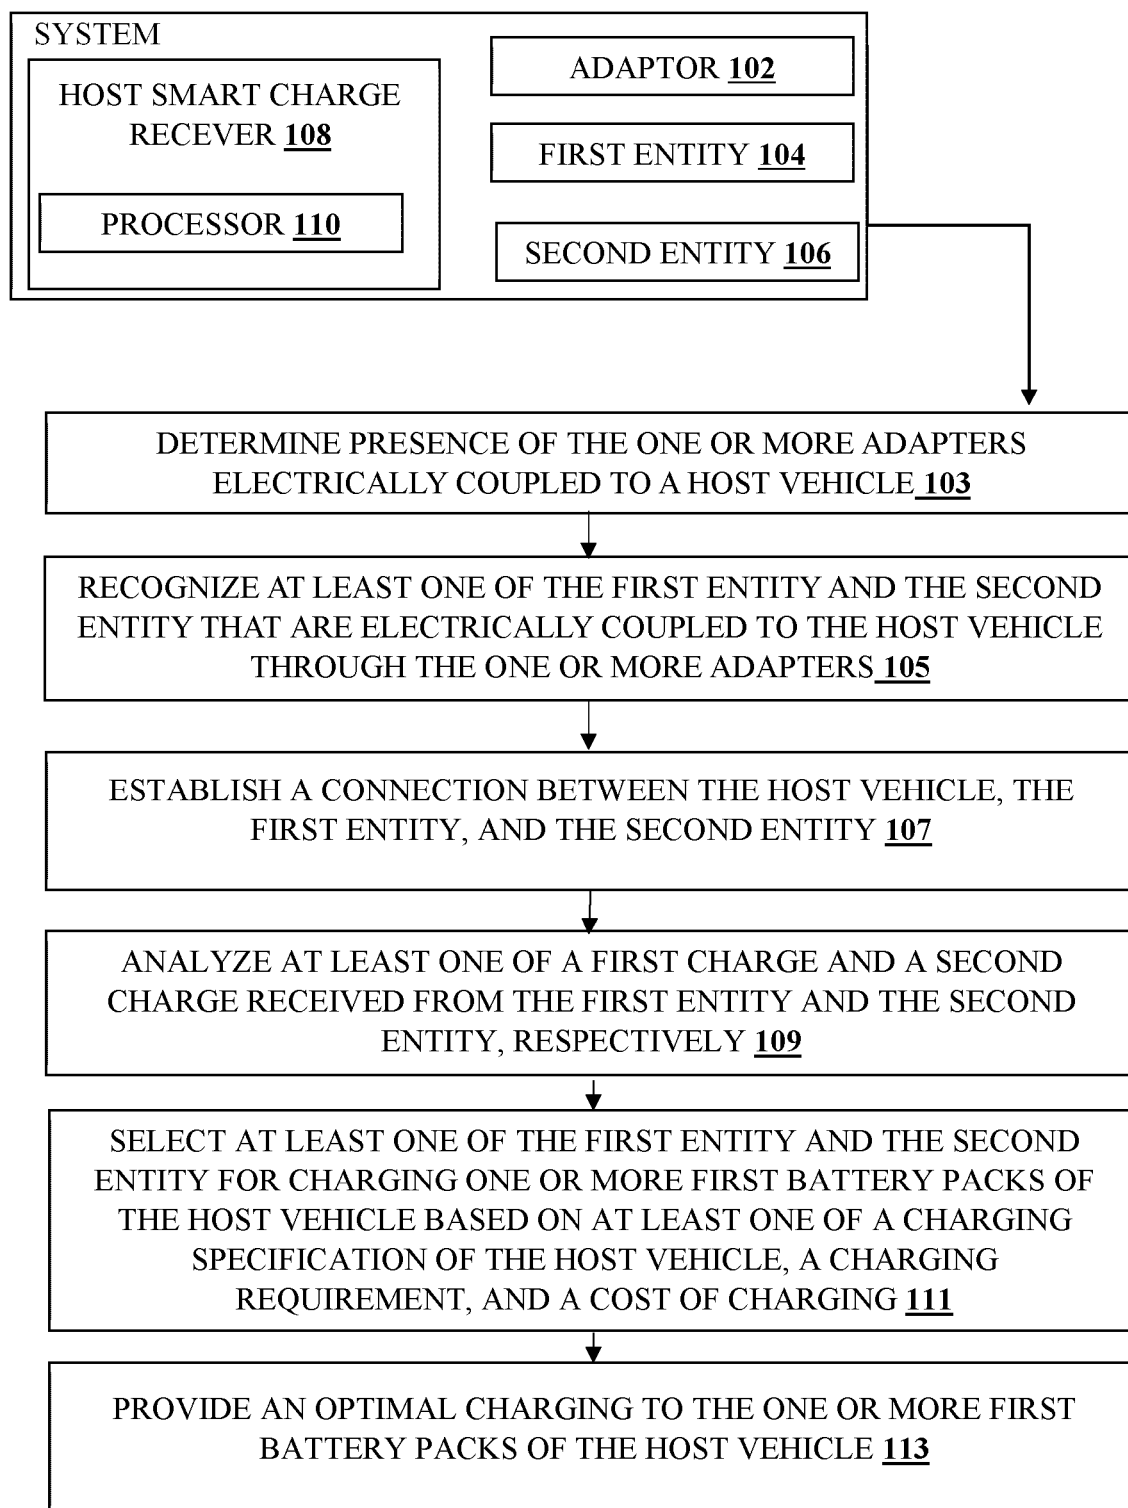 SYSTEM
HOST SMART CHARGE
RECEVER 108
PROCESSOR 110
ADAPTOR 102
FIRST ENTITY 104
SECOND ENTITY 106
DETERMINE PRESENCE OF THE ONE OR MORE ADAPTERS
ELECTRICALLY COUPLED TO A HOST VEHICLE 103
RECOGNIZE AT LEAST ONE OF THE FIRST ENTITY AND THE SECOND
ENTITY THAT ARE ELECTRICALLY COUPLED TO THE HOST VEHICLE
THROUGH THE ONE OR MORE ADAPTERS 105
ESTABLISH A CONNECTION BETWEEN THE HOST VEHICLE, THE
FIRST ENTITY, AND THE SECOND ENTITY 107
ANALYZE AT LEAST ONE OF A FIRST CHARGE AND A SECOND
CHARGE RECEIVED FROM THE FIRST ENTITY AND THE SECOND
ENTITY, RESPECTIVELY 109
SELECT AT LEAST ONE OF THE FIRST ENTITY AND THE SECOND
ENTITY FOR CHARGING ONE OR MORE FIRST BATTERY PACKS OF
THE HOST VEHICLE BASED ON AT LEAST ONE OF A CHARGING
SPECIFICATION OF THE HOST VEHICLE, A CHARGING
REQUIREMENT, AND A COST OF CHARGING 111
PROVIDE AN OPTIMAL CHARGING TO THE ONE OR MORE FIRST
BATTERY PACKS OF THE HOST VEHICLE 113